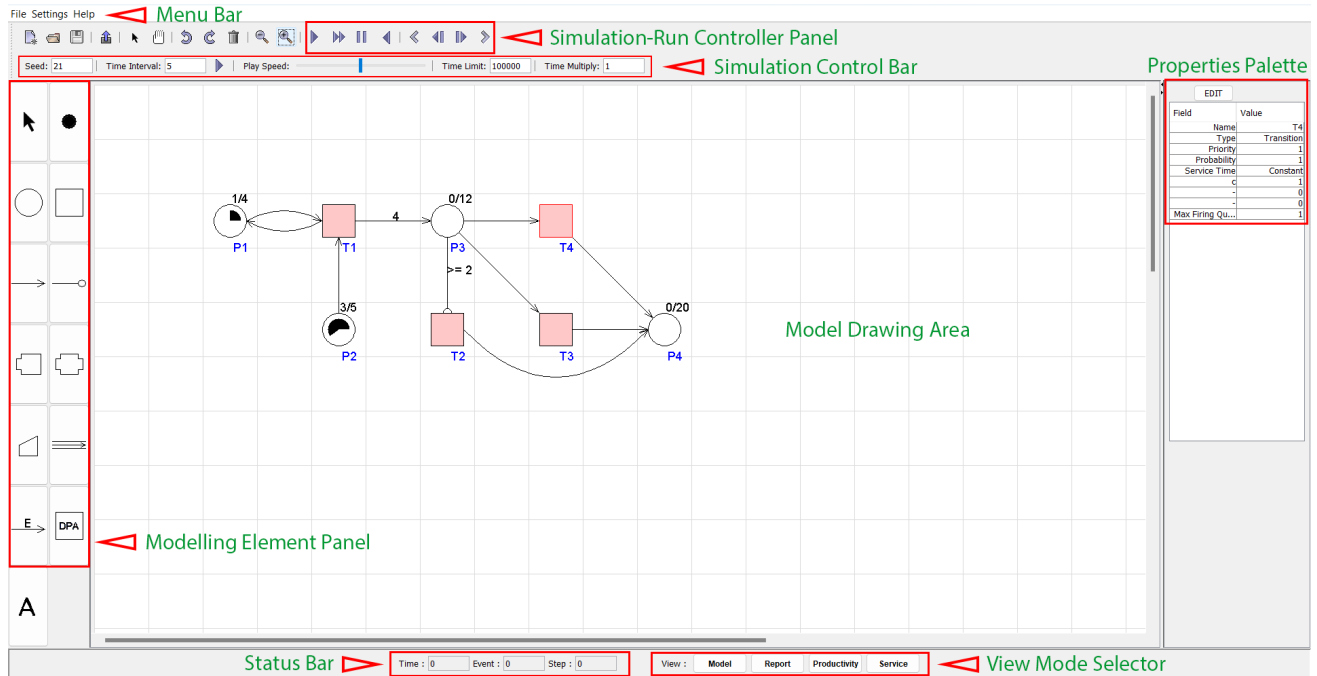 File Settings Help
Menu Bar
Simulation-Run Controller Panel
Seed: 21 Time Interval: 5 Play Speed: Time Limit: 100000 Time Multiply: 1
Simulation Control Bar
Properties Palette
EDIT
Field Value
Name T4
Type Transition
Priority 1
Probability 1
Service Time Constant
c 1
- 0
- 0
Max Firing Qu... 1
1/4
0/12
4
P1
T1
P3
T4
>= 2
3/5
0/20
P2
T2
T3
P4
Model Drawing Area
E
DPA
Modelling Element Panel
A
Status Bar
Time : 0 Event : 0 Step : 0
View : Model Report Productivity Service
View Mode Selector